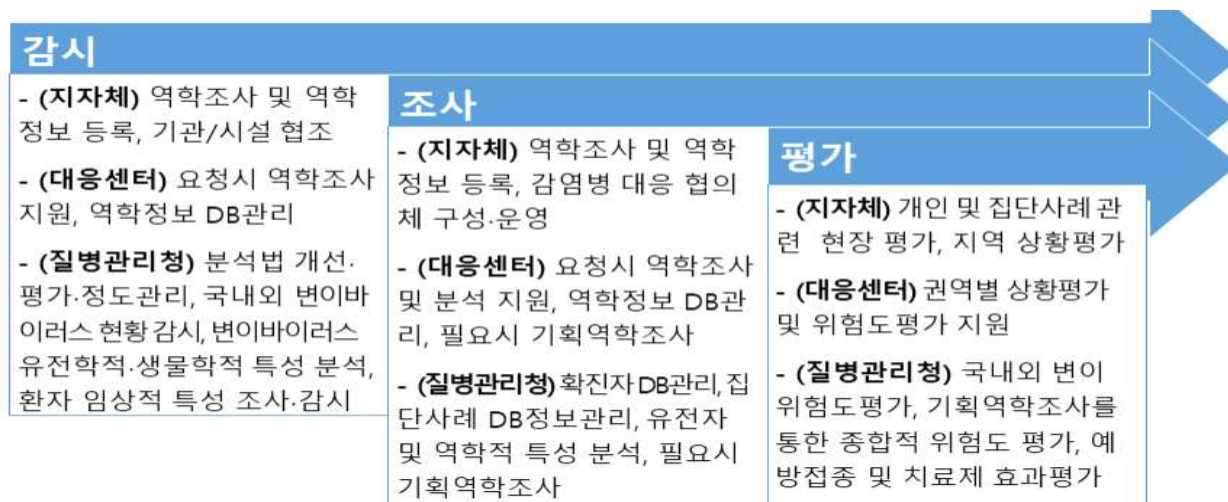 감시
- (지자체) 역학조사 및 역학
정보 등록, 기관/시설 협조
- (대응센터) 요청시 역학조사
지원, 역학정보 DB관리
- (질병관리청) 분석법 개선·
평가·정도관리, 국내외 변이바
이러스 현황 감시, 변이바이러스
유전학적·생물학적 특성 분석,
환자 임상적 특성 조사·감시
조사
- (지자체) 역학조사 및 역학
정보 등록, 감염병 대응 협의
체 구성·운영
- (대응센터) 요청시 역학조사
및 분석 지원, 역학정보 DB관
리, 필요시 기획역학조사
- (질병관리청) 확진자 DB관리, 집
단사례 DB정보관리, 유전자
및 역학적 특성 분석, 필요시
기획역학조사
평가
- (지자체) 개인 및 집단사례 관
련 현장 평가, 지역 상황평가
- (대응센터) 권역별 상황평가
및 위험도평가 지원
- (질병관리청) 국내외 변이
위험도평가, 기획역학조사를
통한 종합적 위험도 평가, 예
방접종 및 치료제 효과평가